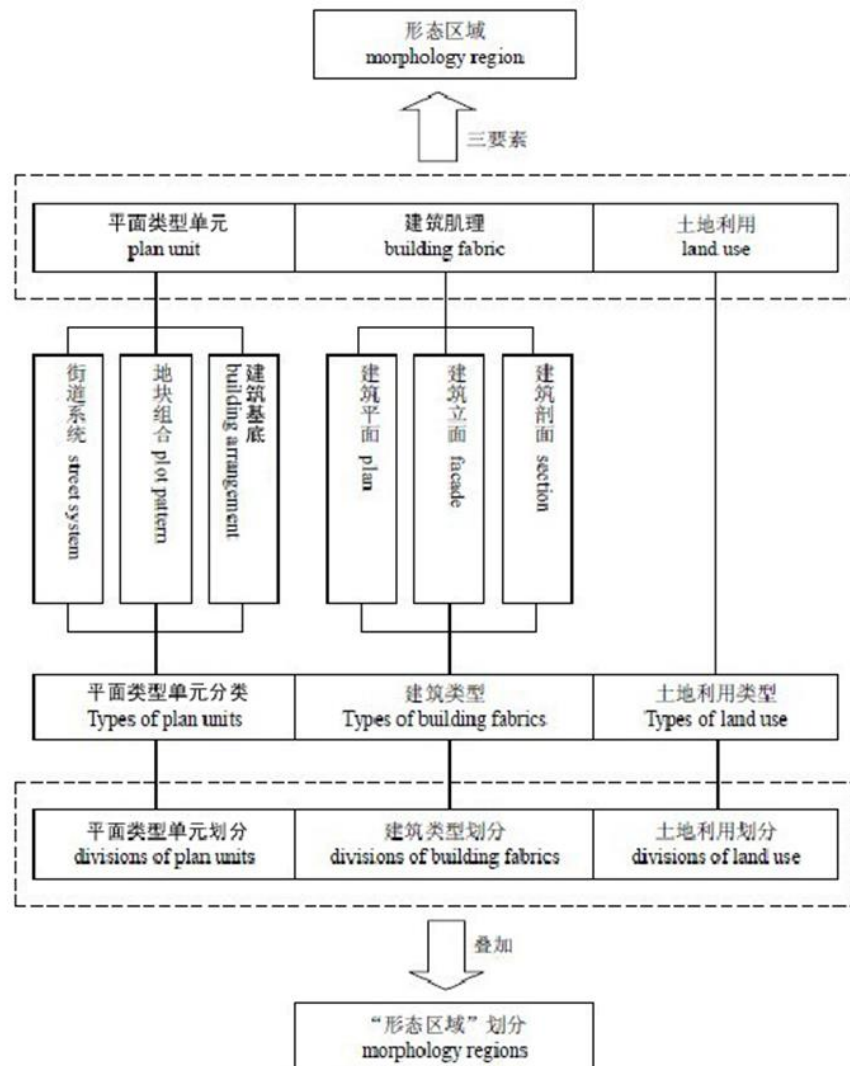 形态区域
morphology region
三要素
平面类型单元
plan unit
建筑肌理
building fabric
土地利用
land use
街道系统 street system
地块组合 plot pattern
建筑基底
building arrangement
建筑平面 plan
建筑立面 facade
建筑剖面 section
平面类型单元分类
Types of plan units
建筑类型
Types of building fabrics
土地利用类型
Types of land use
平面类型单元划分
divisions of plan units
建筑类型划分
divisions of building fabrics
土地利用划分
divisions of land use
叠加
“形态区域”划分
morphology regions